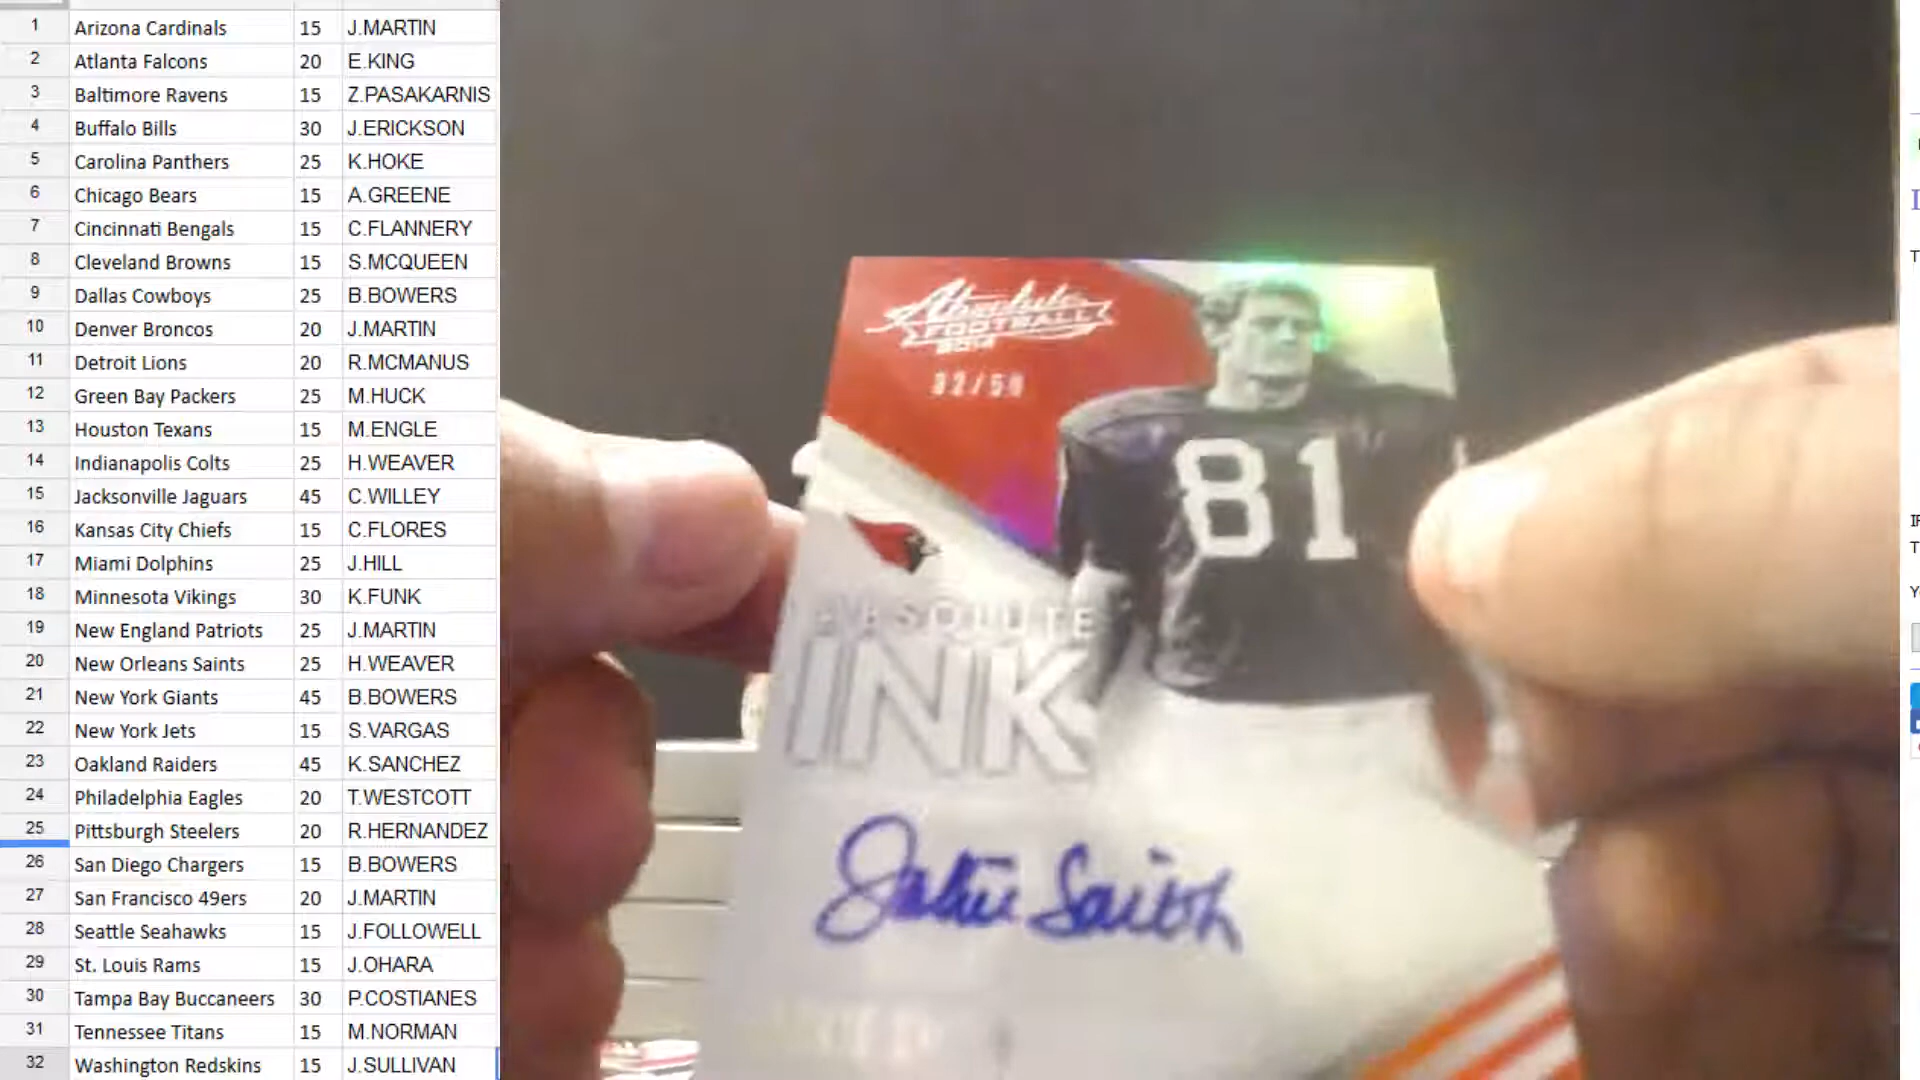 1 Arizona Cardinals 15 J.MARTIN
2 Atlanta Falcons 20 E.KING
3 Baltimore Ravens 15 Z.PASAKARNIS
4 Buffalo Bills 30 J.ERICKSON
5 Carolina Panthers 25 K.HOKE
6 Chicago Bears 15 A.GREENE
7 Cincinnati Bengals 15 C.FLANNERY
8 Cleveland Browns 15 S.MCQUEEN
9 Dallas Cowboys 25 B.BOWERS
10 Denver Broncos 20 J.MARTIN
11 Detroit Lions 20 R.MCMANUS
12 Green Bay Packers 25 M.HUCK
13 Houston Texans 15 M.ENGLE
14 Indianapolis Colts 25 H.WEAVER
15 Jacksonville Jaguars 45 C.WILLEY
16 Kansas City Chiefs 15 C.FLORES
17 Miami Dolphins 25 J.HILL
18 Minnesota Vikings 30 K.FUNK
19 New England Patriots 25 J.MARTIN
20 New Orleans Saints 25 H.WEAVER
21 New York Giants 45 B.BOWERS
22 New York Jets 15 S.VARGAS
23 Oakland Raiders 45 K.SANCHEZ
24 Philadelphia Eagles 20 T.WESTCOTT
25 Pittsburgh Steelers 20 R.HERNANDEZ
26 San Diego Chargers 15 B.BOWERS
27 San Francisco 49ers 20 J.MARTIN
28 Seattle Seahawks 15 J.FOLLOWELL
29 St. Louis Rams 15 J.OHARA
30 Tampa Bay Buccaneers 30 P.COSTIANES
31 Tennessee Titans 15 M.NORMAN
32 Washington Redskins 15 J.SULLIVAN
Absolute
FOOTBALL
2014
32/50
81
ABSOLUTE
INK
Jackie Smith